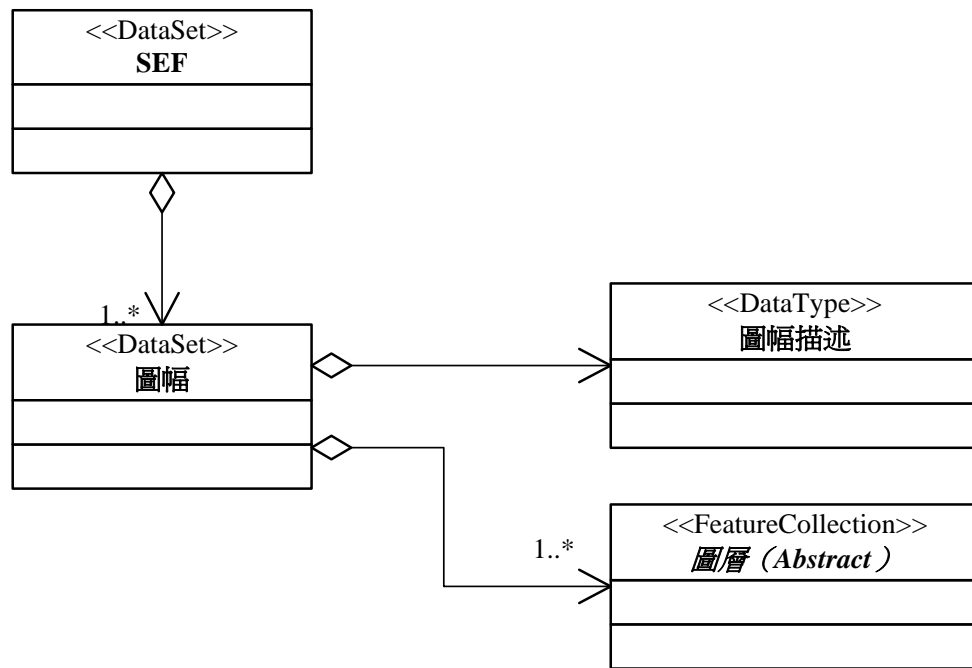 <<DataSet>>
SEF
1..*
<<DataSet>>
圖幅
<<DataType>>
圖幅描述
1..*
<<FeatureCollection>>
圖層（Abstract）